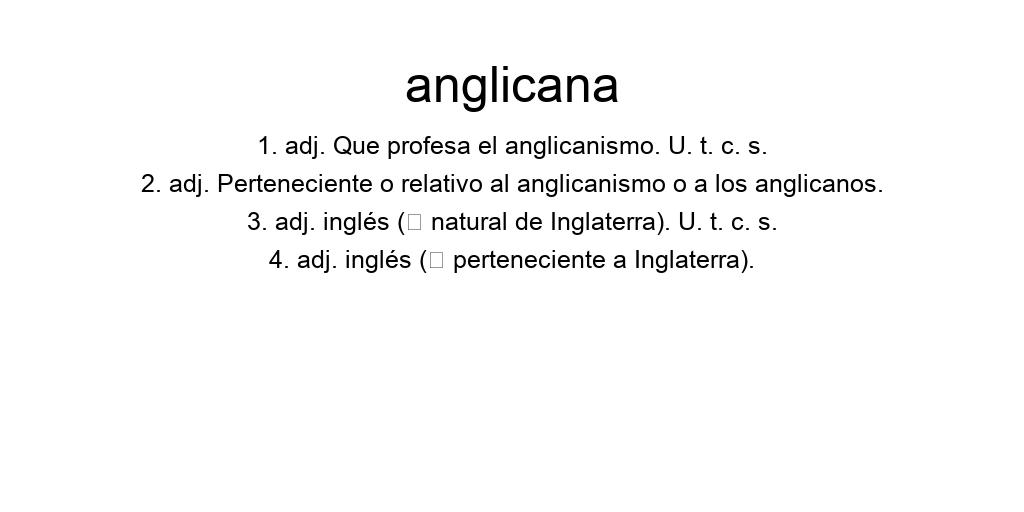 anglicana
1. adj. Que profesa el anglicanismo. U. t. c. s.
2. adj. Perteneciente o relativo al anglicanismo o a los anglicanos.
3. adj. inglés (□ natural de Inglaterra). U. t. c. s.
4. adj. inglés (□ perteneciente a Inglaterra).